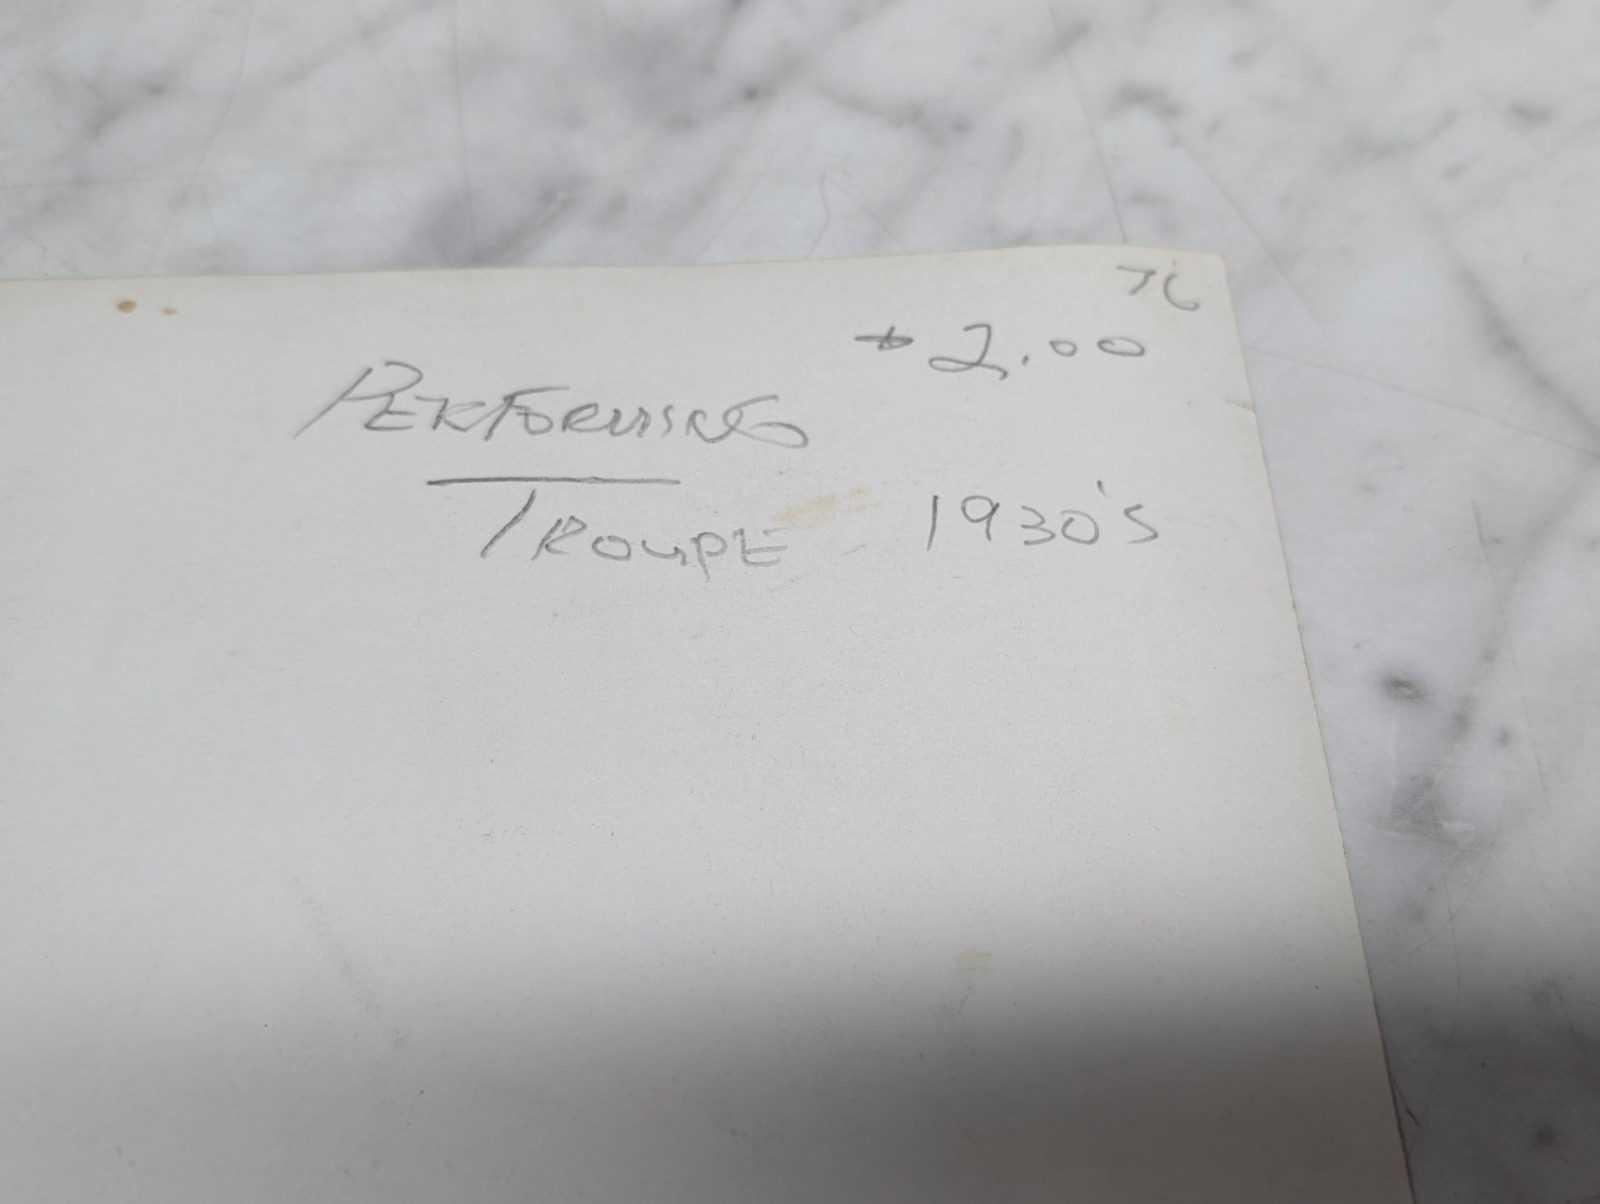 76
$2.00
PERFORMING
TROUPE 1930'S